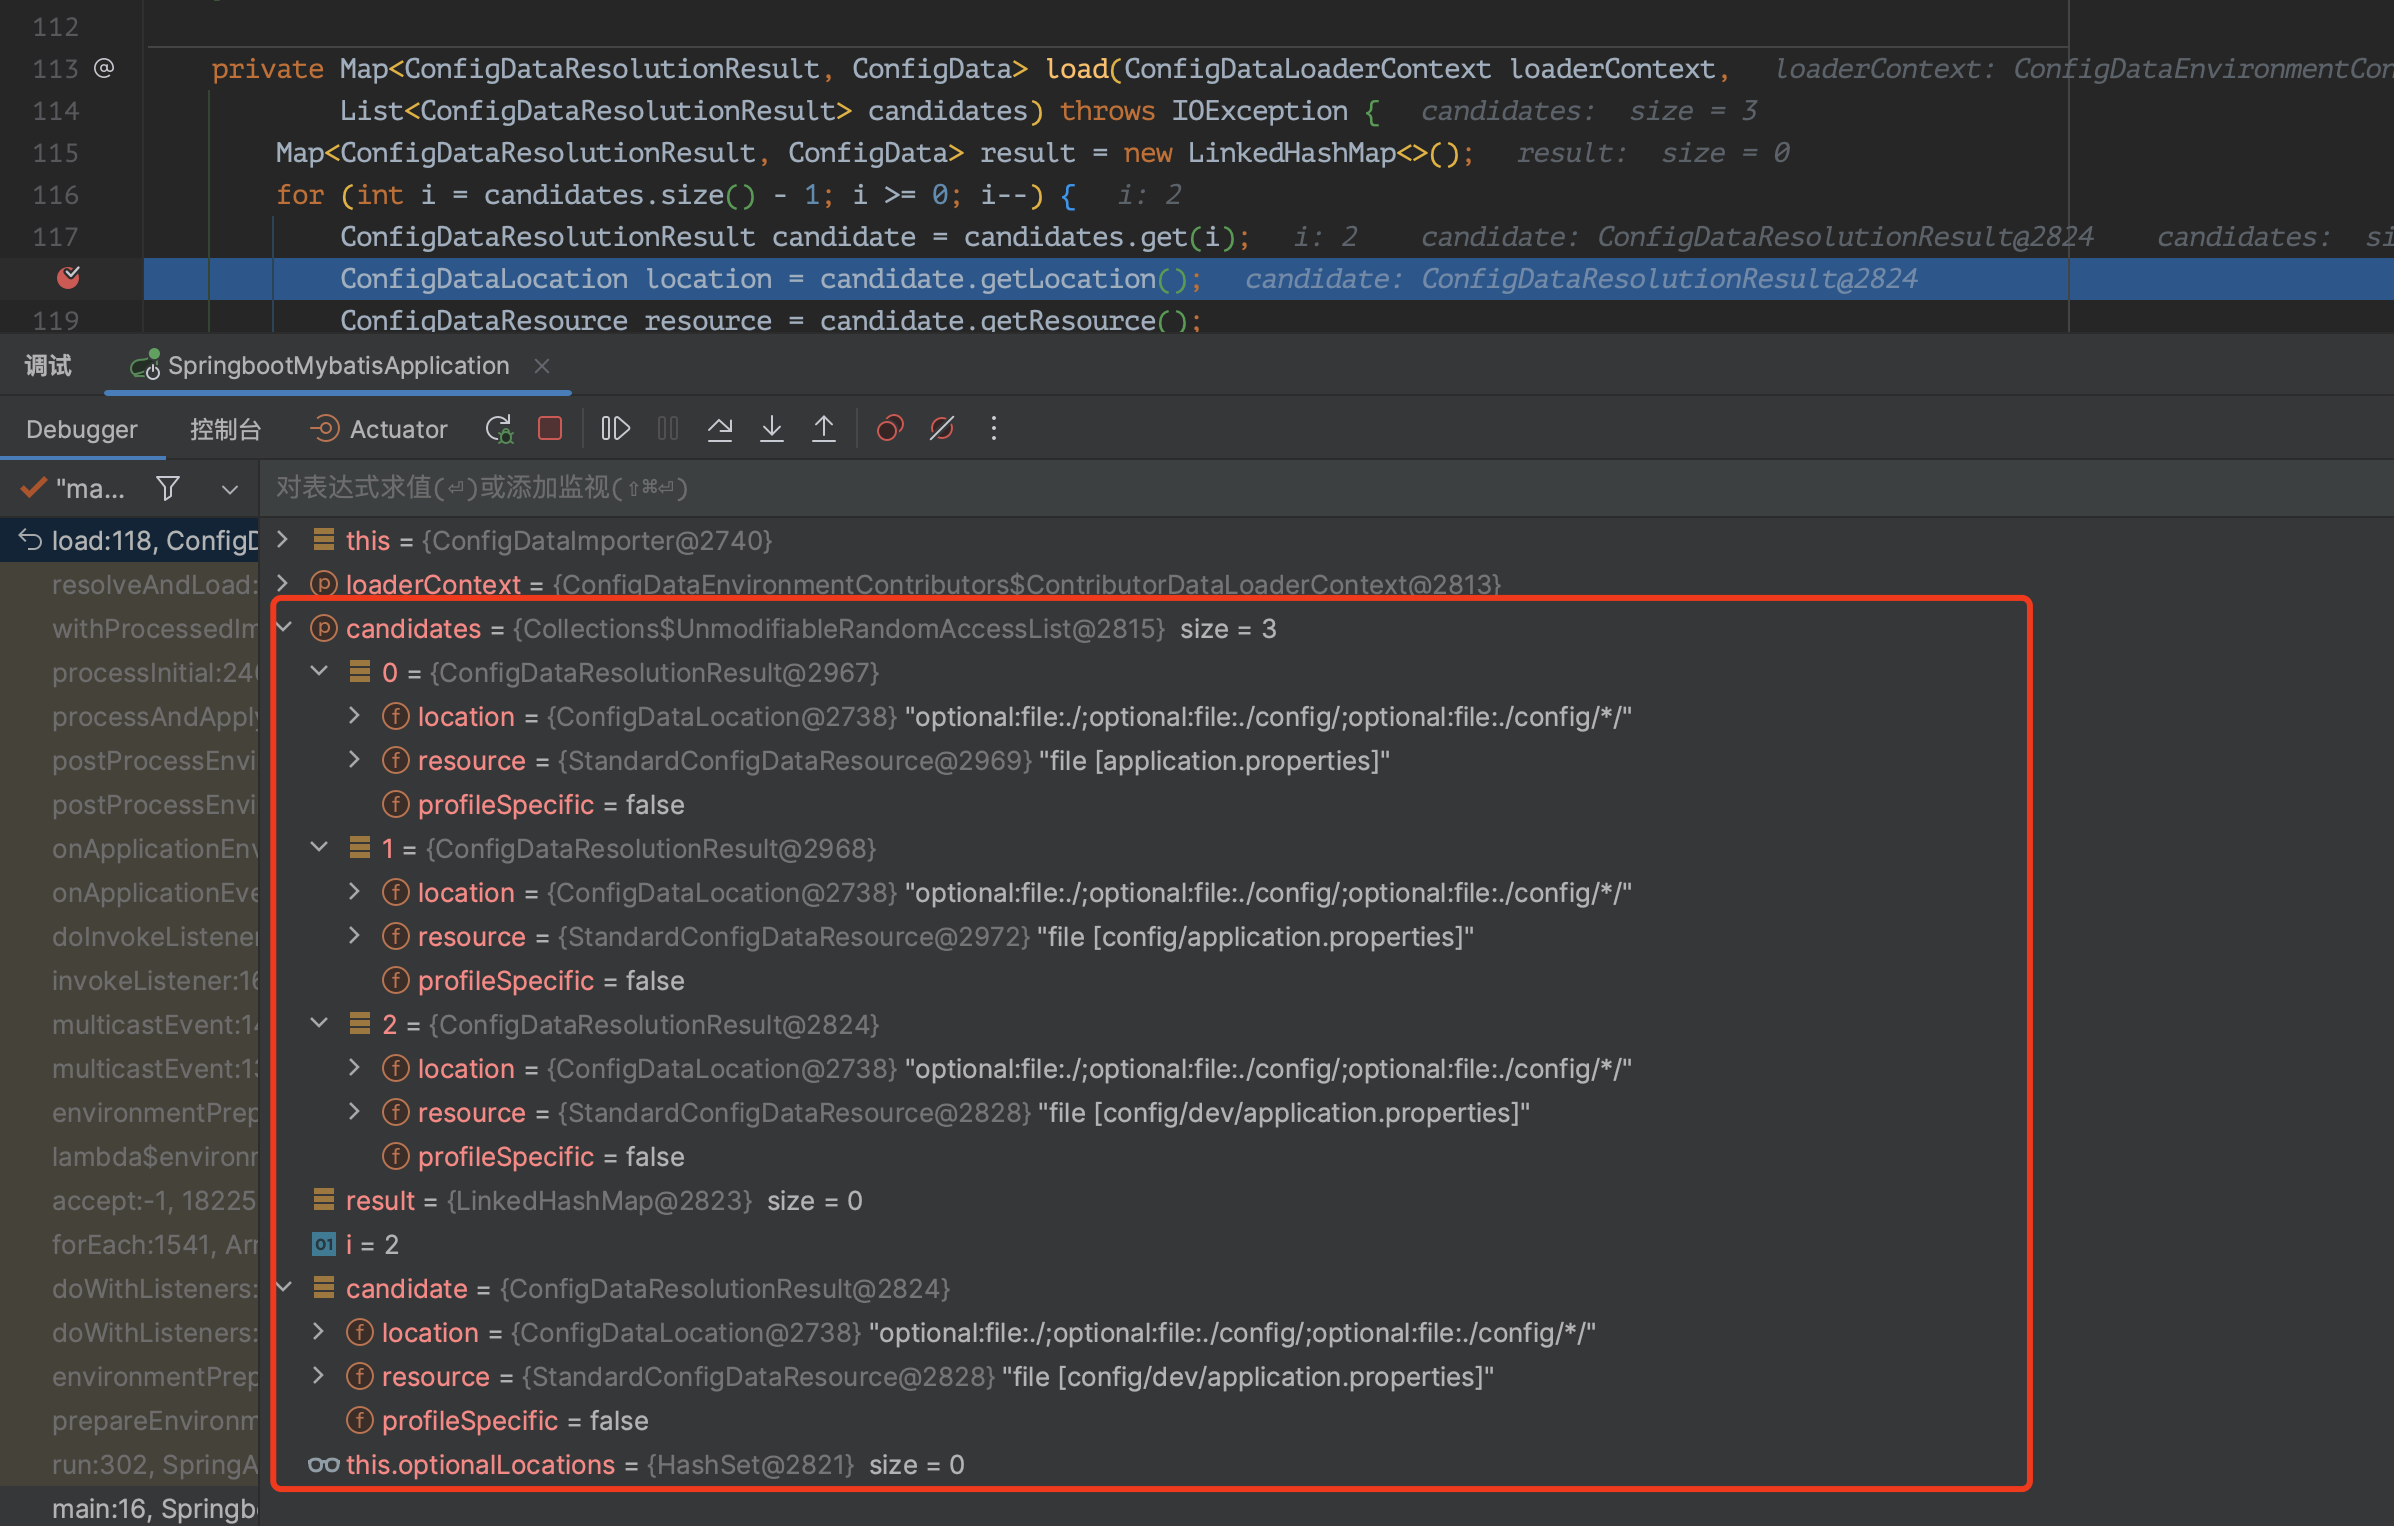 112
113 @ private Map<ConfigDataResolutionResult, ConfigData> load(ConfigDataLoaderContext loaderContext, loaderContext: ConfigDataEnvironmentCon
114 List<ConfigDataResolutionResult> candidates) throws IOException { candidates: size = 3
115 Map<ConfigDataResolutionResult, ConfigData> result = new LinkedHashMap<>(); result: size = 0
116 for (int i = candidates.size() - 1; i >= 0; i--) { i: 2
117 ConfigDataResolutionResult candidate = candidates.get(i); i: 2 candidate: ConfigDataResolutionResult@2824 candidates: si
ConfigDataLocation location = candidate.getLocation(); candidate: ConfigDataResolutionResult@2824
119 ConfigDataResource resource = candidate.getResource();
调试 SpringbootMybatisApplication
Debugger 控制台 Actuator
"ma... 对表达式求值(⏎)或添加监视(⇧⌘⏎)
load:118, ConfigD this = {ConfigDataImporter@2740}
resolveAndLoad: loaderContext = {ConfigDataEnvironmentContributors$ContributorDataLoaderContext@2813}
withProcessedIm candidates = {Collections$UnmodifiableRandomAccessList@2815} size = 3
processInitial:240 0 = {ConfigDataResolutionResult@2967}
processAndApply location = {ConfigDataLocation@2738} "optional:file:./;optional:file:./config/;optional:file:./config/*/"
postProcessEnvi resource = {StandardConfigDataResource@2969} "file [application.properties]"
postProcessEnvi profileSpecific = false
onApplicationEnv 1 = {ConfigDataResolutionResult@2968}
onApplicationEve location = {ConfigDataLocation@2738} "optional:file:./;optional:file:./config/;optional:file:./config/*/"
doInvokeListener resource = {StandardConfigDataResource@2972} "file [config/application.properties]"
invokeListener:16 profileSpecific = false
multicastEvent:14 2 = {ConfigDataResolutionResult@2824}
multicastEvent:13 location = {ConfigDataLocation@2738} "optional:file:./;optional:file:./config/;optional:file:./config/*/"
environmentPrep resource = {StandardConfigDataResource@2828} "file [config/dev/application.properties]"
lambda$environm profileSpecific = false
accept:-1, 18225 result = {LinkedHashMap@2823} size = 0
forEach:1541, Arr 01 i = 2
doWithListeners: candidate = {ConfigDataResolutionResult@2824}
doWithListeners: location = {ConfigDataLocation@2738} "optional:file:./;optional:file:./config/;optional:file:./config/*/"
environmentPrep resource = {StandardConfigDataResource@2828} "file [config/dev/application.properties]"
prepareEnvironm profileSpecific = false
run:302, SpringA this.optionalLocations = {HashSet@2821} size = 0
main:16, Springbo